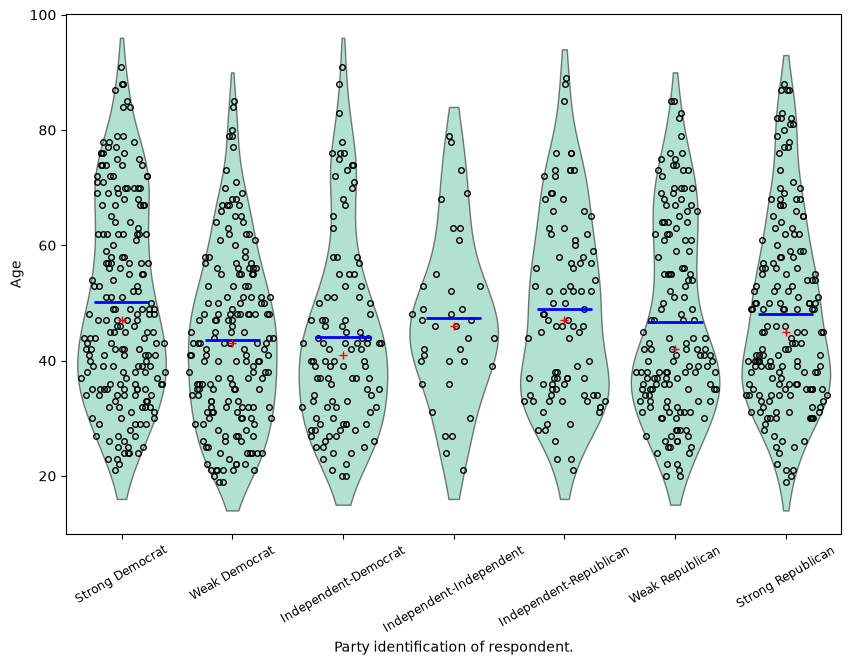 100
80
60
40
20
Age
Strong Democrat
Weak Democrat
Independent-Democrat
Independent-Independent
Independent-Republican
Weak Republican
Strong Republican
Party identification of respondent.